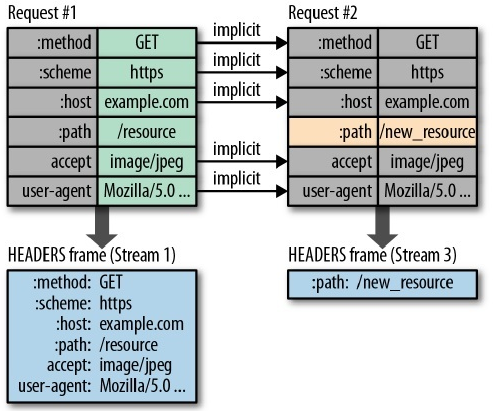 Request #1
:method GET
:scheme https
:host example.com
:path /resource
accept image/jpeg
user-agent Mozilla/5.0 ...
implicit
implicit
implicit
implicit
implicit
Request #2
:method GET
:scheme https
:host example.com
:path /new_resource
accept image/jpeg
user-agent Mozilla/5.0 ...
HEADERS frame (Stream 1)
:method: GET
:scheme: https
:host: example.com
:path: /resource
accept: image/jpeg
user-agent: Mozilla/5.0 ...
HEADERS frame (Stream 3)
:path: /new_resource